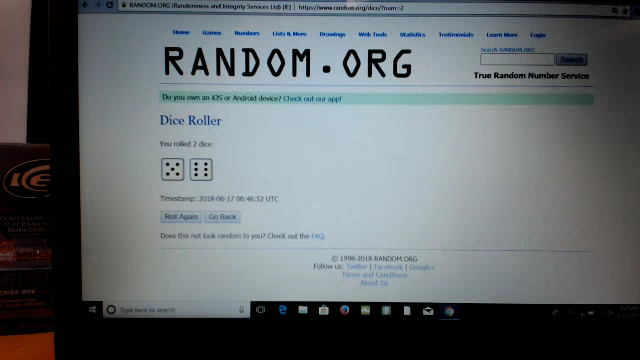 RANDOM.ORG (Randomness and Integrity Services Ltd) [IE] | https://www.random.org/dice/?num=2
Home Games Numbers Lists & More Drawings Web Tools Statistics Testimonials Learn More Login
RANDOM.ORG
Search RANDOM.ORG
Search
True Random Number Service
Do you own an iOS or Android device? Check out our app!
Dice Roller
You rolled 2 dice:
Timestamp: 2018-06-17 00:46:52 UTC
Roll Again Go Back
Does this not look random to you? Check out the FAQ.
© 1998-2018 RANDOM.ORG
Follow us: Twitter | Facebook | Google+
Terms and Conditions
About Us
Type here to search